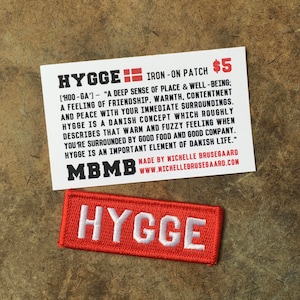 HYGGE IRON-ON PATCH $5
['HOO-GA'] - "A DEEP SENSE OF PLACE & WELL-BEING;
A FEELING OF FRIENDSHIP, WARMTH, CONTENTMENT
AND PEACE WITH YOUR IMMEDIATE SURROUNDINGS.
HYGGE IS A DANISH CONCEPT WHICH ROUGHLY
DESCRIBES THAT WARM AND FUZZY FEELING WHEN
YOU'RE SURROUNDED BY GOOD FOOD AND GOOD COMPANY.
HYGGE IS AN IMPORTANT ELEMENT OF DANISH LIFE."
MBMB MADE BY MICHELLE BRUSEGAARD
WWW.MICHELLEBRUSEGAARD.COM
HYGGE